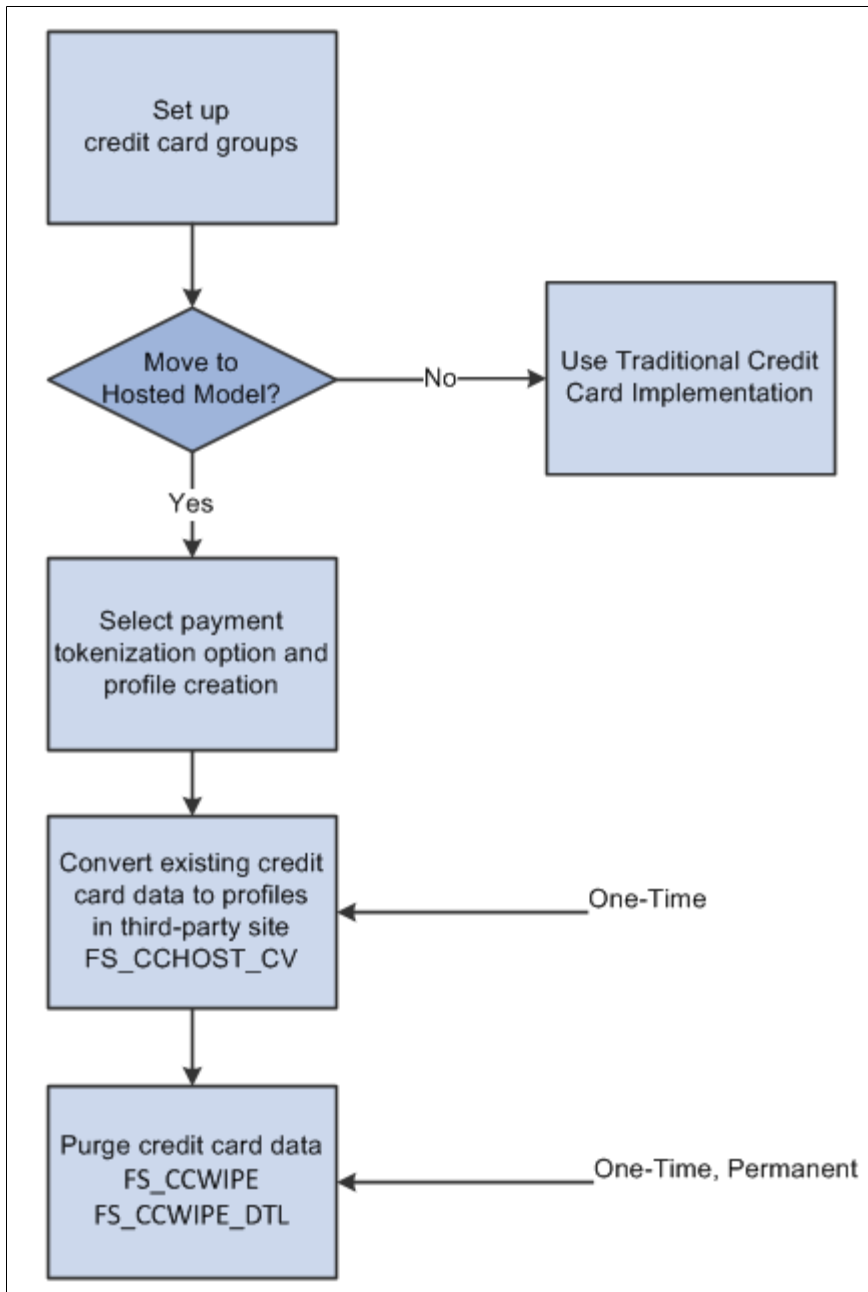 Set up
credit card groups
Move to
Hosted Model?
No
Use Traditional Credit
Card Implementation
Yes
Select payment
tokenization option and
profile creation
Convert existing credit
card data to profiles
in third-party site
FS_CCHOST_CV
One-Time
Purge credit card data
FS_CCWIPE
FS_CCWIPE_DTL
One-Time, Permanent